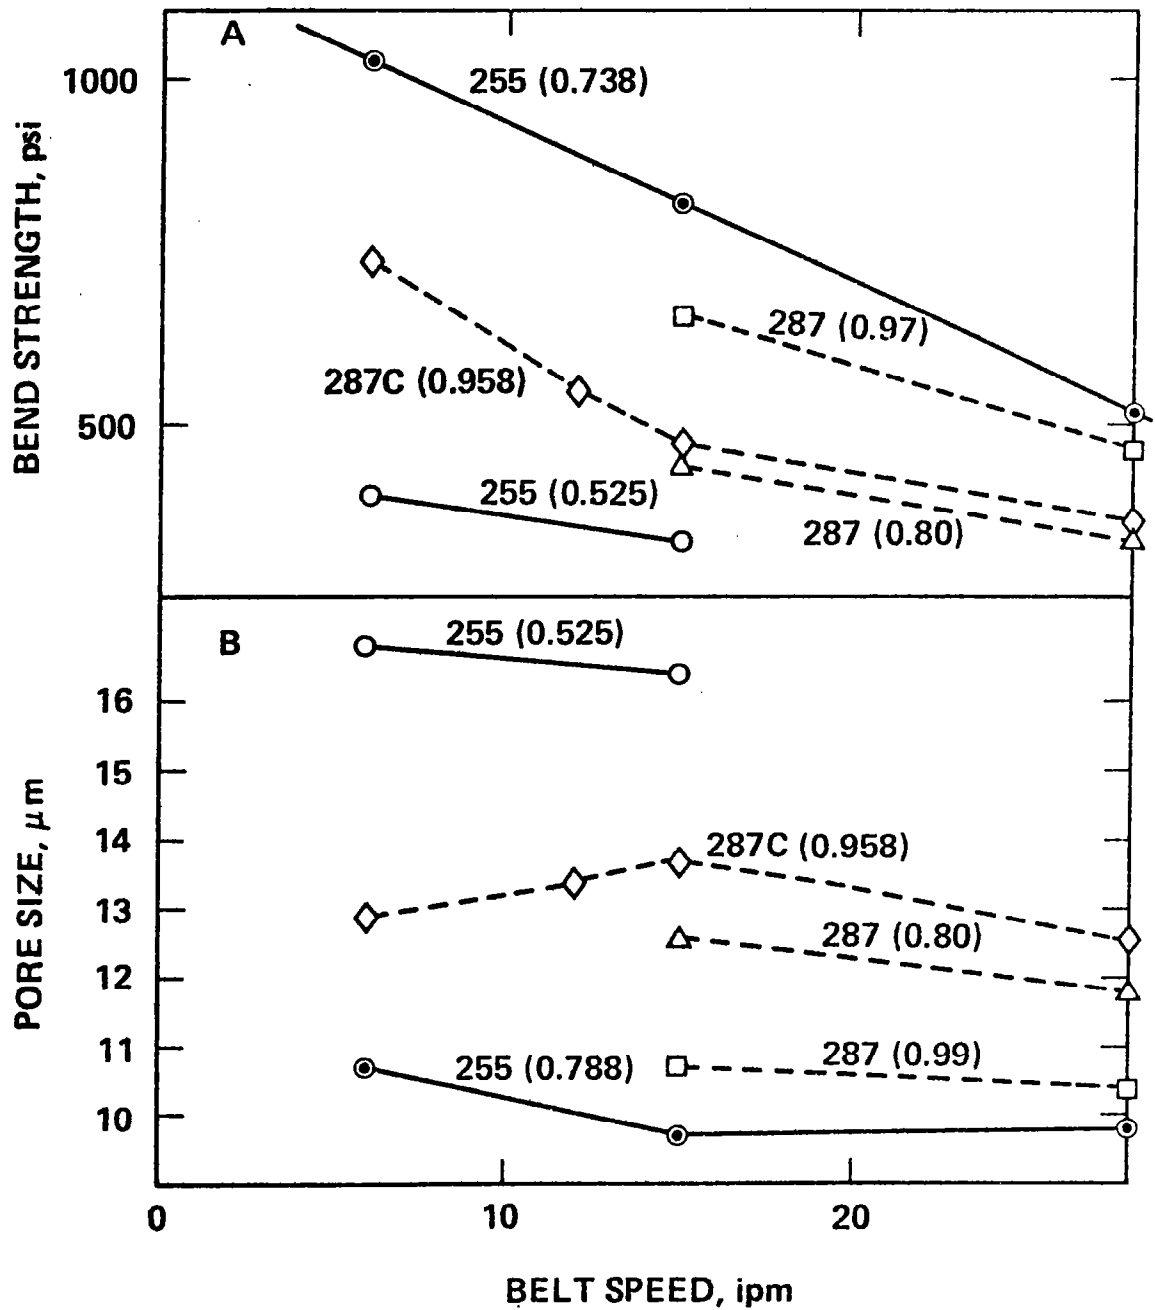 A
1000
255 (0.738)
BEND STRENGTH, psi
287 (0.97)
287C (0.958)
500
255 (0.525)
287 (0.80)
B
255 (0.525)
16
15
14
287C (0.958)
13
287 (0.80)
12
PORE SIZE, μm
11
255 (0.788)
287 (0.99)
10
0
10
20
BELT SPEED, ipm